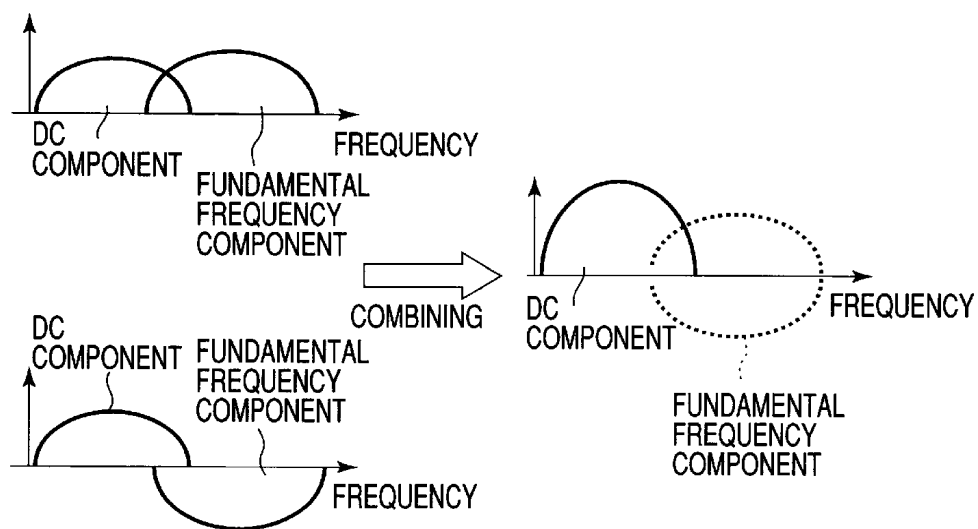 DC
COMPONENT
FREQUENCY
FUNDAMENTAL
FREQUENCY
COMPONENT
COMBINING
DC
COMPONENT
FUNDAMENTAL
FREQUENCY
COMPONENT
FREQUENCY
DC
COMPONENT
FREQUENCY
FUNDAMENTAL
FREQUENCY
COMPONENT